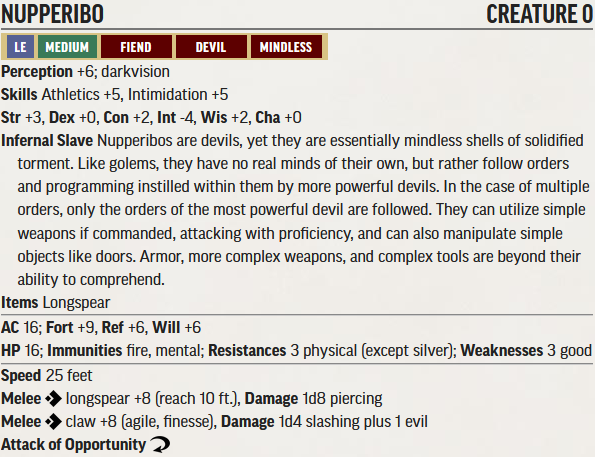 NUPPERIBO CREATURE 0
LE MEDIUM FIEND DEVIL MINDLESS
Perception +6; darkvision
Skills Athletics +5, Intimidation +5
Str +3, Dex +0, Con +2, Int -4, Wis +2, Cha +0
Infernal Slave Nupperibos are devils, yet they are essentially mindless shells of solidified
torment. Like golems, they have no real minds of their own, but rather follow orders
and programming instilled within them by more powerful devils. In the case of multiple
orders, only the orders of the most powerful devil are followed. They can utilize simple
weapons if commanded, attacking with proficiency, and can also manipulate simple
objects like doors. Armor, more complex weapons, and complex tools are beyond their
ability to comprehend.
Items Longspear
AC 16; Fort +9, Ref +6, Will +6
HP 16; Immunities fire, mental; Resistances 3 physical (except silver); Weaknesses 3 good
Speed 25 feet
Melee longspear +8 (reach 10 ft.), Damage 1d8 piercing
Melee claw +8 (agile, finesse), Damage 1d4 slashing plus 1 evil
Attack of Opportunity